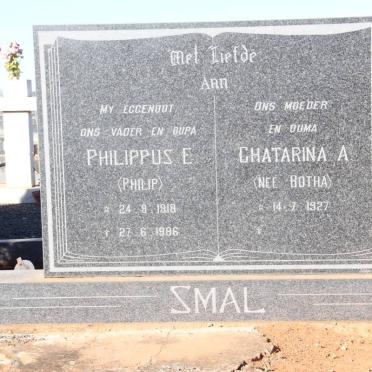 Met Liefde
Aan
MY EGGENOOT
ONS VADER EN OUPA
PHILIPPUS E
(PHILIP)
¤ 24·8·1918
† 27·6·1986
ONS MOEDER
EN OUMA
CHATARINA A
(NEE BOTHA)
¤ 14·7·1927
†
SMAL